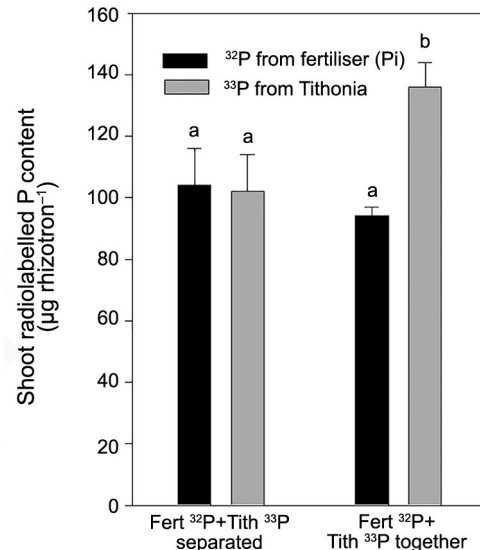 Shoot radiolabelled P content
(µg rhizotron⁻¹)
160
140
120
100
80
60
40
20
0
³²P from fertiliser (Pi)
³³P from Tithonia
a
a
a
b
Fert ³²P+Tith ³³P
separated
Fert ³²P+
Tith ³³P together